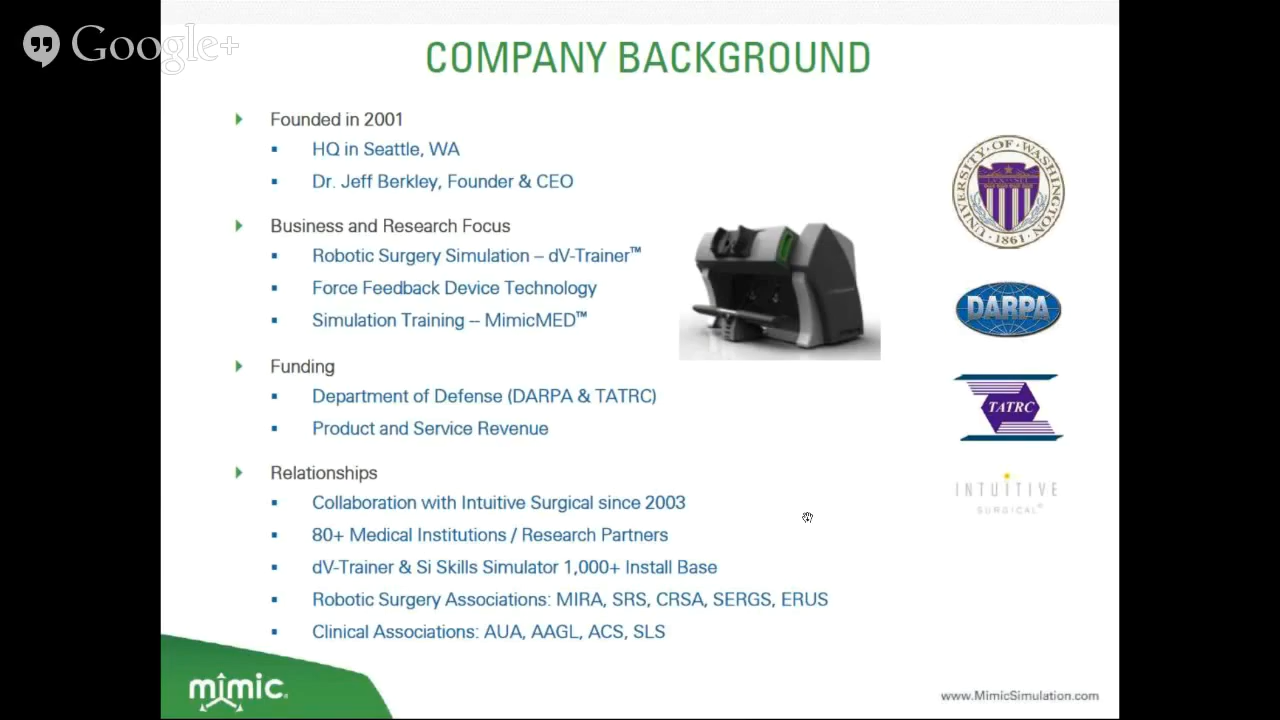 Google+
COMPANY BACKGROUND
Founded in 2001
HQ in Seattle, WA
Dr. Jeff Berkley, Founder & CEO
Business and Research Focus
Robotic Surgery Simulation – dV-Trainer™
Force Feedback Device Technology
Simulation Training – MimicMED™
Funding
Department of Defense (DARPA & TATRC)
Product and Service Revenue
Relationships
Collaboration with Intuitive Surgical since 2003
80+ Medical Institutions / Research Partners
dV-Trainer & Si Skills Simulator 1,000+ Install Base
Robotic Surgery Associations: MIRA, SRS, CRSA, SERGS, ERUS
Clinical Associations: AUA, AAGL, ACS, SLS
UNIVERSITY · OF · WASHINGTON
1861
DARPA
TATRC
INTUITIVE
SURGICAL®
mimic
www.MimicSimulation.com